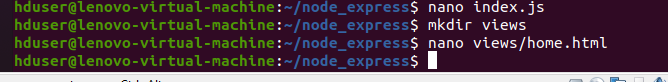 hduser@lenovo-virtual-machine:~/node_express$ nano index.js
hduser@lenovo-virtual-machine:~/node_express$ mkdir views
hduser@lenovo-virtual-machine:~/node_express$ nano views/home.html
hduser@lenovo-virtual-machine:~/node_express$